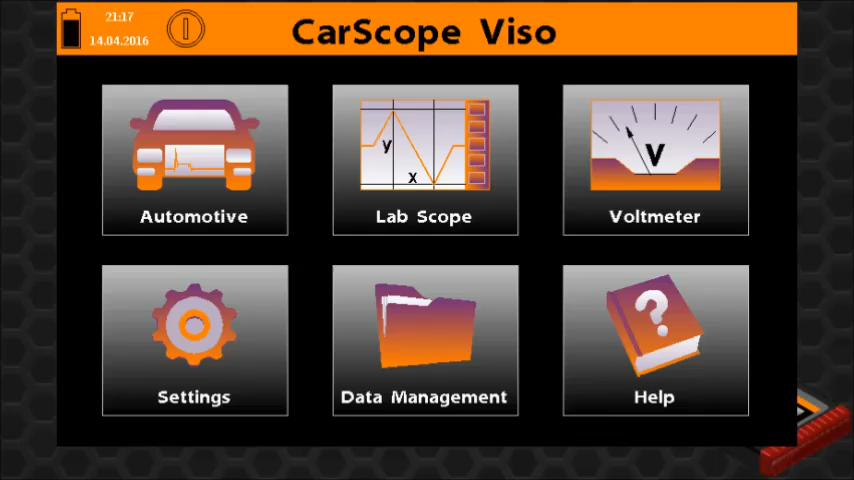 21:17
14.04.2016
CarScope Viso
y
x
V
Automotive
Lab Scope
Voltmeter
?
Settings
Data Management
Help